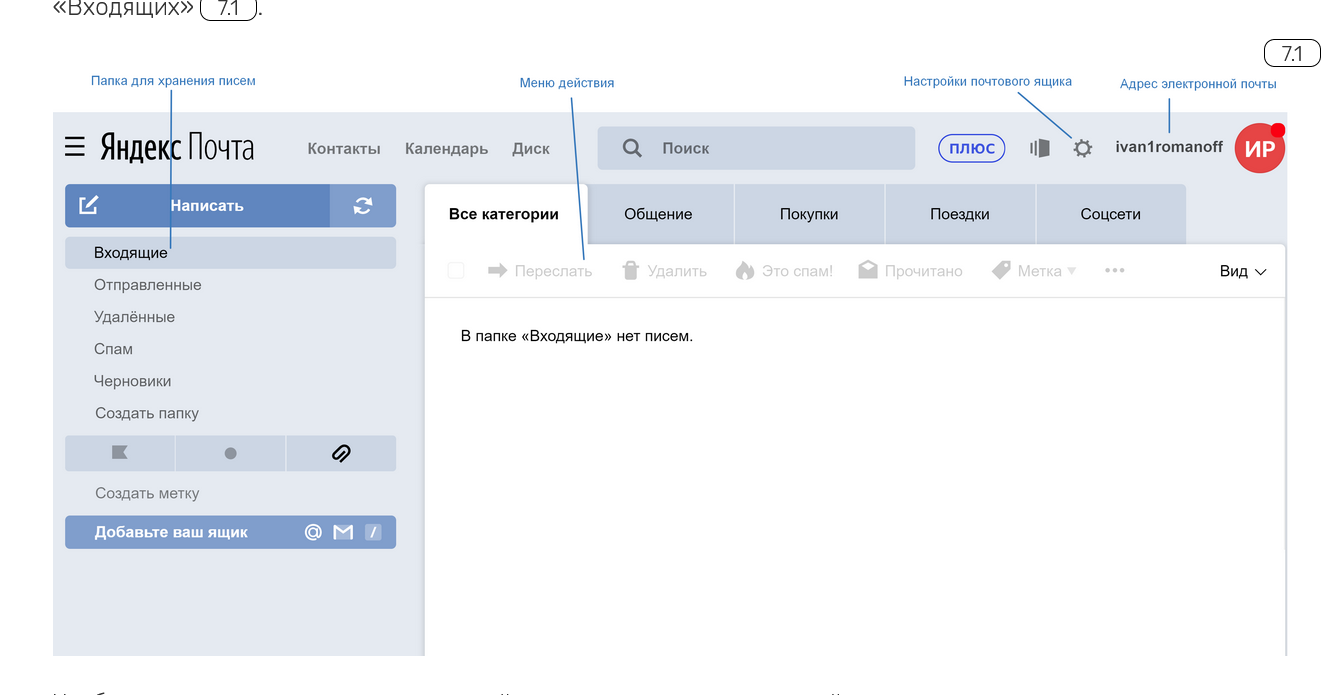 «Входящих» 7.1.
7.1
Папка для хранения писем
Меню действия
Настройки почтового ящика
Адрес электронной почты
Яндекс Почта
Контакты Календарь Диск
Поиск
ПЛЮС
ivan1romanoff
ИР
Написать
Все категории Общение Покупки Поездки Соцсети
Входящие
Переслать Удалить Это спам! Прочитано Метка Вид
Отправленные
Удалённые
В папке «Входящие» нет писем.
Спам
Черновики
Создать папку
Создать метку
Добавьте ваш ящик @